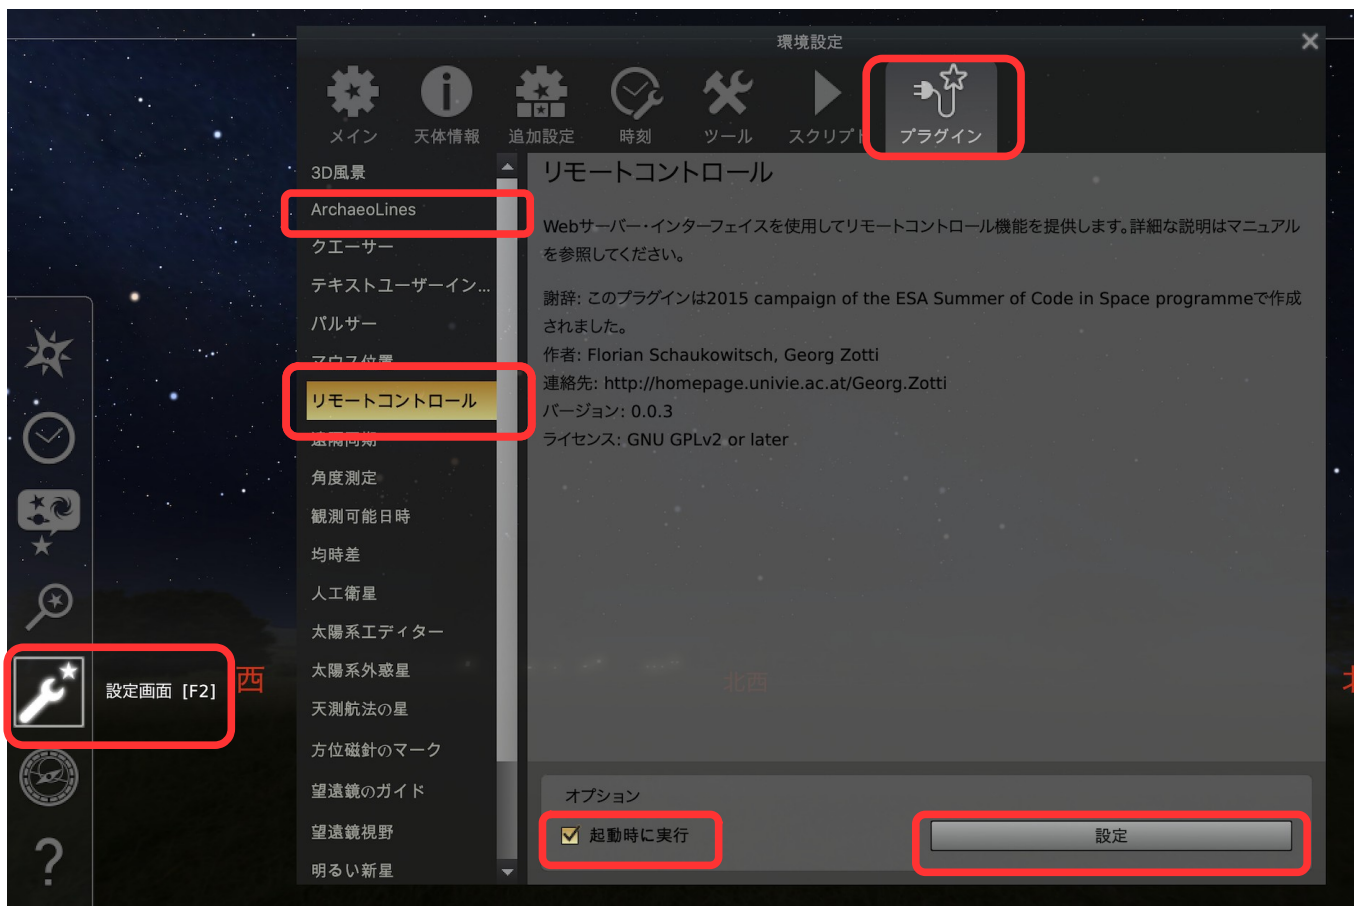 環境設定
メイン
天体情報
追加設定
時刻
ツール
スクリプト
プラグイン
3D風景
ArchaeoLines
クエーサー
テキストユーザーイン...
パルサー
マウス位置
リモートコントロール
遠隔同期
角度測定
観測可能日時
均時差
人工衛星
太陽系エディター
太陽系外惑星
天測航法の星
方位磁針のマーク
望遠鏡のガイド
望遠鏡視野
明るい新星
リモートコントロール
Webサーバー・インターフェイスを使用してリモートコントロール機能を提供します。詳細な説明はマニュアル
を参照してください。
謝辞: このプラグインは2015 campaign of the ESA Summer of Code in Space programmeで作成
されました。
作者: Florian Schaukowitsch, Georg Zotti
連絡先: http://homepage.univie.ac.at/Georg.Zotti
バージョン: 0.0.3
ライセンス: GNU GPLv2 or later
オプション
起動時に実行
設定
設定画面 [F2]
西
北西